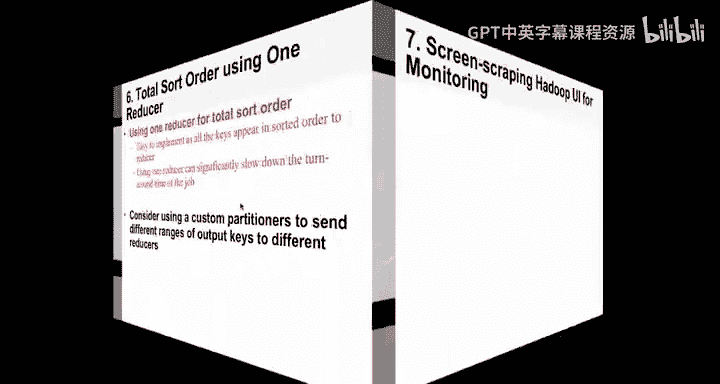 GPT中英字幕课程资源 bilibili
6. Total Sort Order using One
Reducer
• Using one reducer for total sort order
– Easy to implement as all the keys appear in sorted order to
reducer
– Using one reducer can significantly slow down the turn-
around time of the job
• Consider using a custom partitioners to send
different ranges of output keys to different
reducers
7. Screen-scraping Hadoop UI for
Monitoring